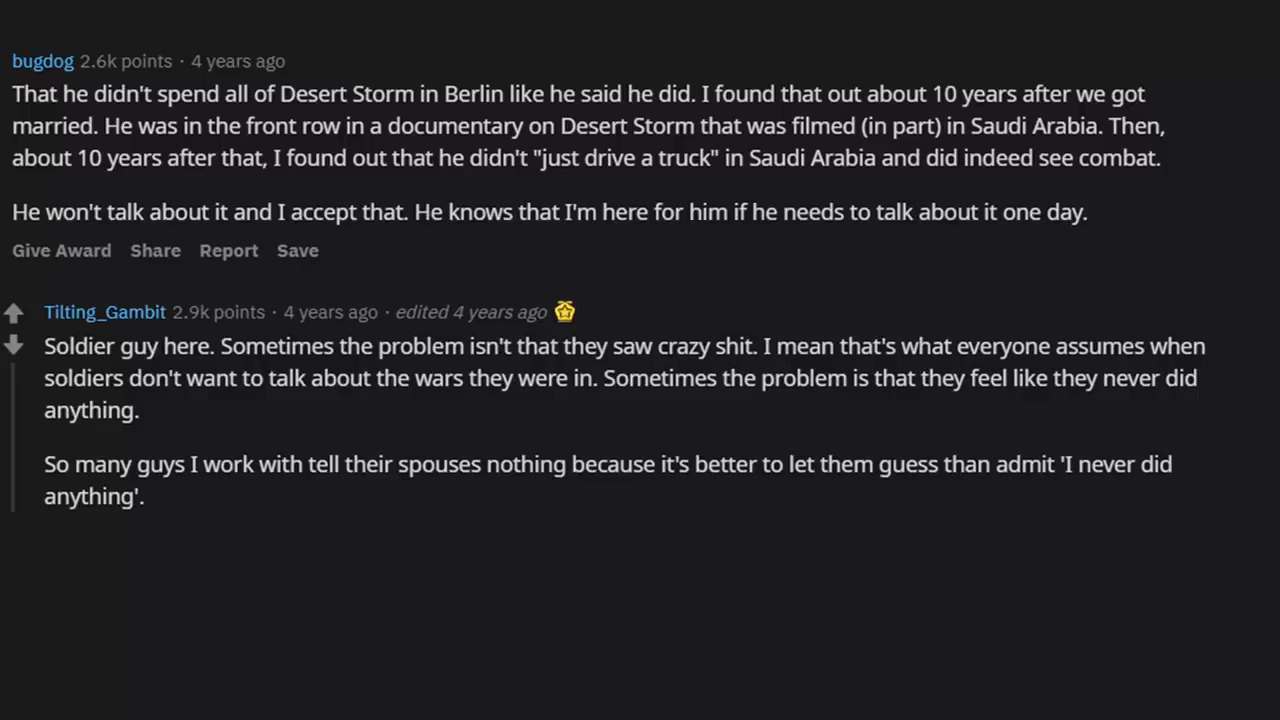 bugdog 2.6k points · 4 years ago
That he didn't spend all of Desert Storm in Berlin like he said he did. I found that out about 10 years after we got
married. He was in the front row in a documentary on Desert Storm that was filmed (in part) in Saudi Arabia. Then,
about 10 years after that, I found out that he didn't "just drive a truck" in Saudi Arabia and did indeed see combat.
He won't talk about it and I accept that. He knows that I'm here for him if he needs to talk about it one day.
Give Award Share Report Save
Tilting_Gambit 2.9k points · 4 years ago · edited 4 years ago
Soldier guy here. Sometimes the problem isn't that they saw crazy shit. I mean that's what everyone assumes when
soldiers don't want to talk about the wars they were in. Sometimes the problem is that they feel like they never did
anything.
So many guys I work with tell their spouses nothing because it's better to let them guess than admit 'I never did
anything'.